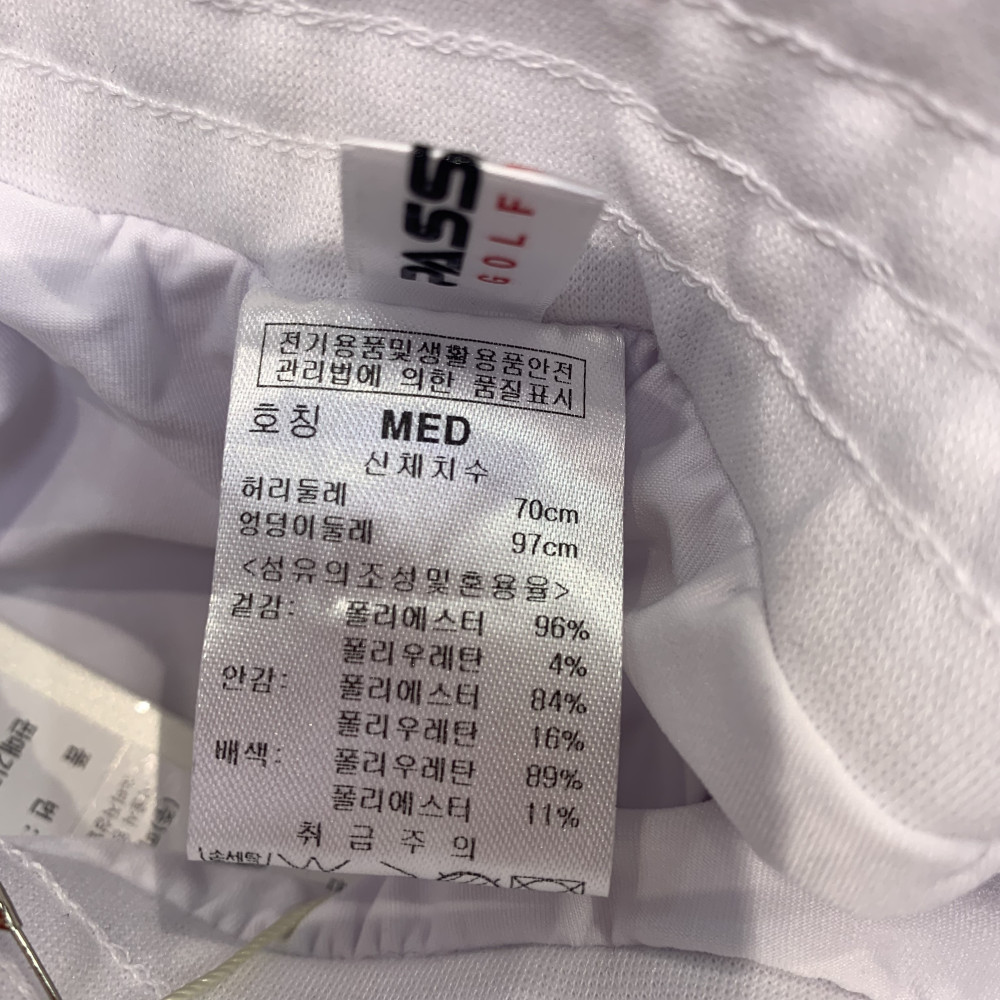 PASS
GOLF
전기용품및생활용품안전
관리법에 의한 품질표시
호칭 MED
신체치수
허리둘레 70cm
엉덩이둘레 97cm
<섬유의조성및혼용율>
겉감: 폴리에스터 96%
폴리우레탄 4%
안감: 폴리에스터 84%
폴리우레탄 16%
배색: 폴리우레탄 89%
폴리에스터 11%
취 금 주 의
손세탁